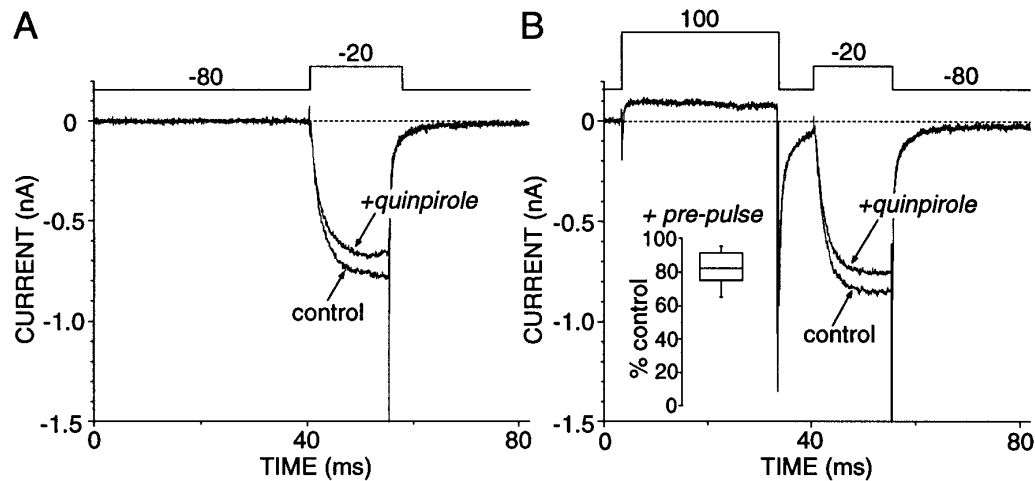 A
-80
-20
0
-0.5
-1.0
-1.5
CURRENT (nA)
+quinpirole
control
0
40
80
TIME (ms)
B
100
-20
-80
0
-0.5
-1.0
-1.5
CURRENT (nA)
+quinpirole
+ pre-pulse
100
80
60
40
20
0
% control
control
0
40
80
TIME (ms)